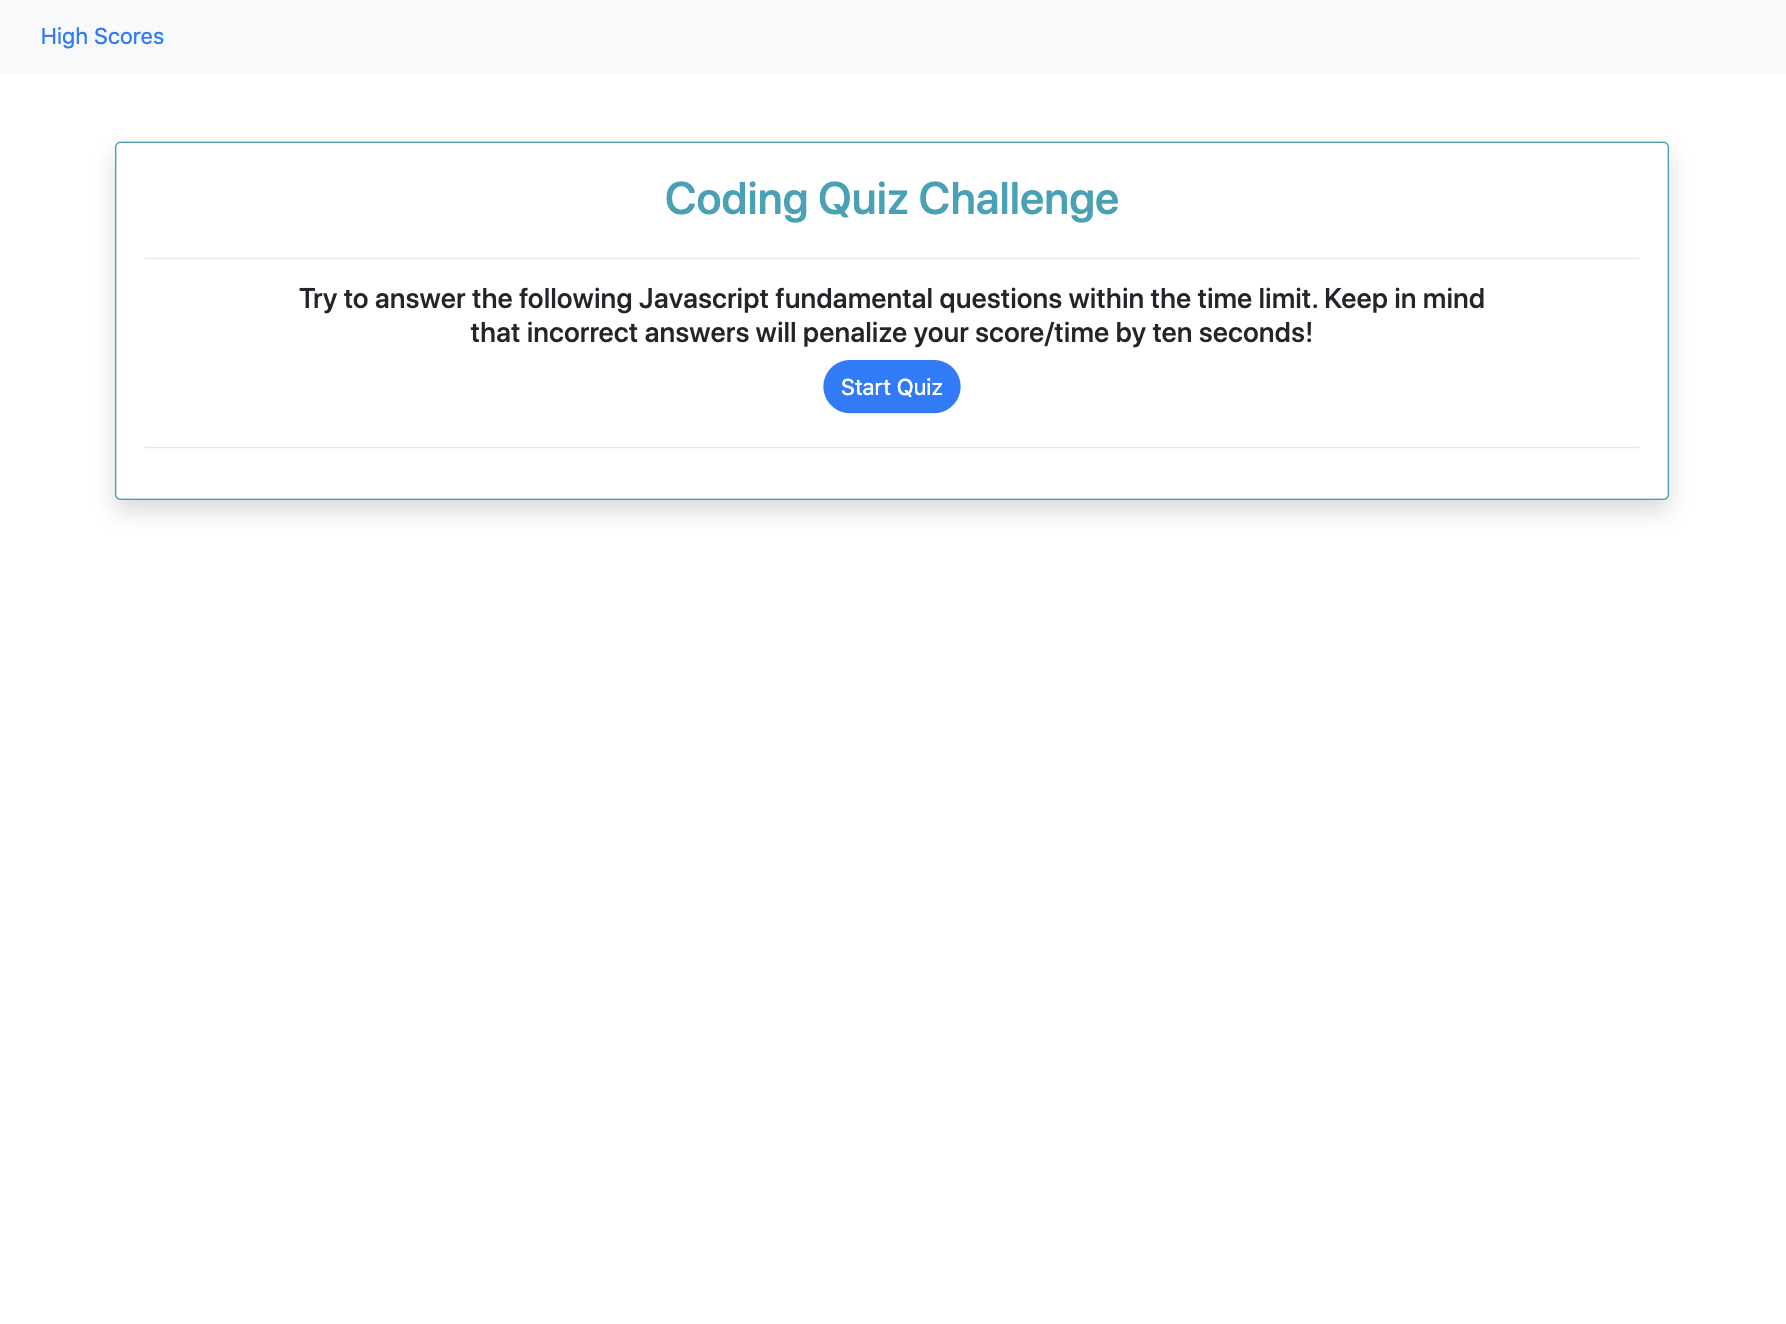 High Scores
Coding Quiz Challenge
Try to answer the following Javascript fundamental questions within the time limit. Keep in mind
that incorrect answers will penalize your score/time by ten seconds!
Start Quiz